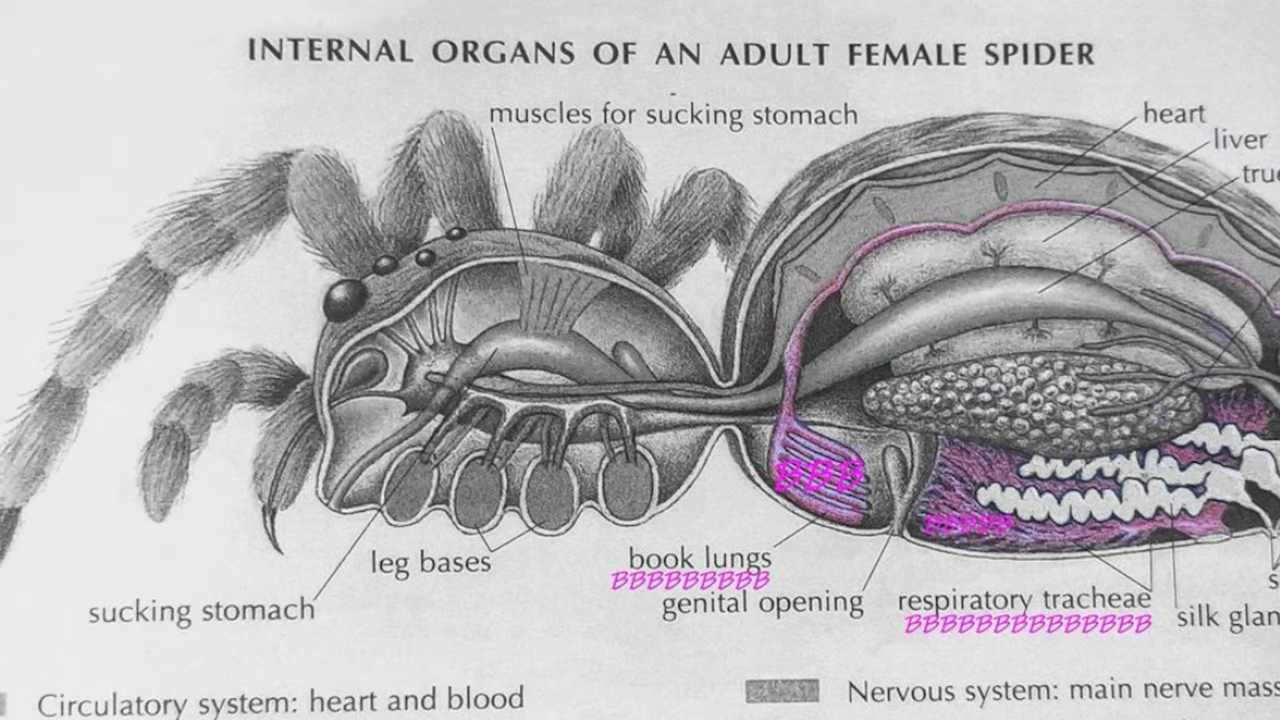 INTERNAL ORGANS OF AN ADULT FEMALE SPIDER
muscles for sucking stomach
heart
liver
true
BBB
BBBBB
leg bases
book lungs
BBBBBBBBB
sucking stomach
genital opening
respiratory tracheae
BBBBBBBBBBBBBB
s
silk glan
Circulatory system: heart and blood
Nervous system: main nerve mass